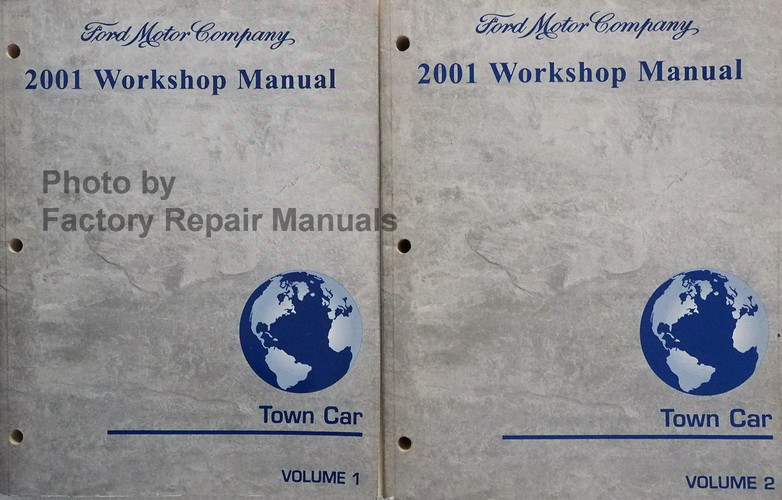 Ford Motor Company
2001 Workshop Manual
Photo by
Factory Repair Manuals
Town Car
VOLUME 1
Ford Motor Company
2001 Workshop Manual
Town Car
VOLUME 2